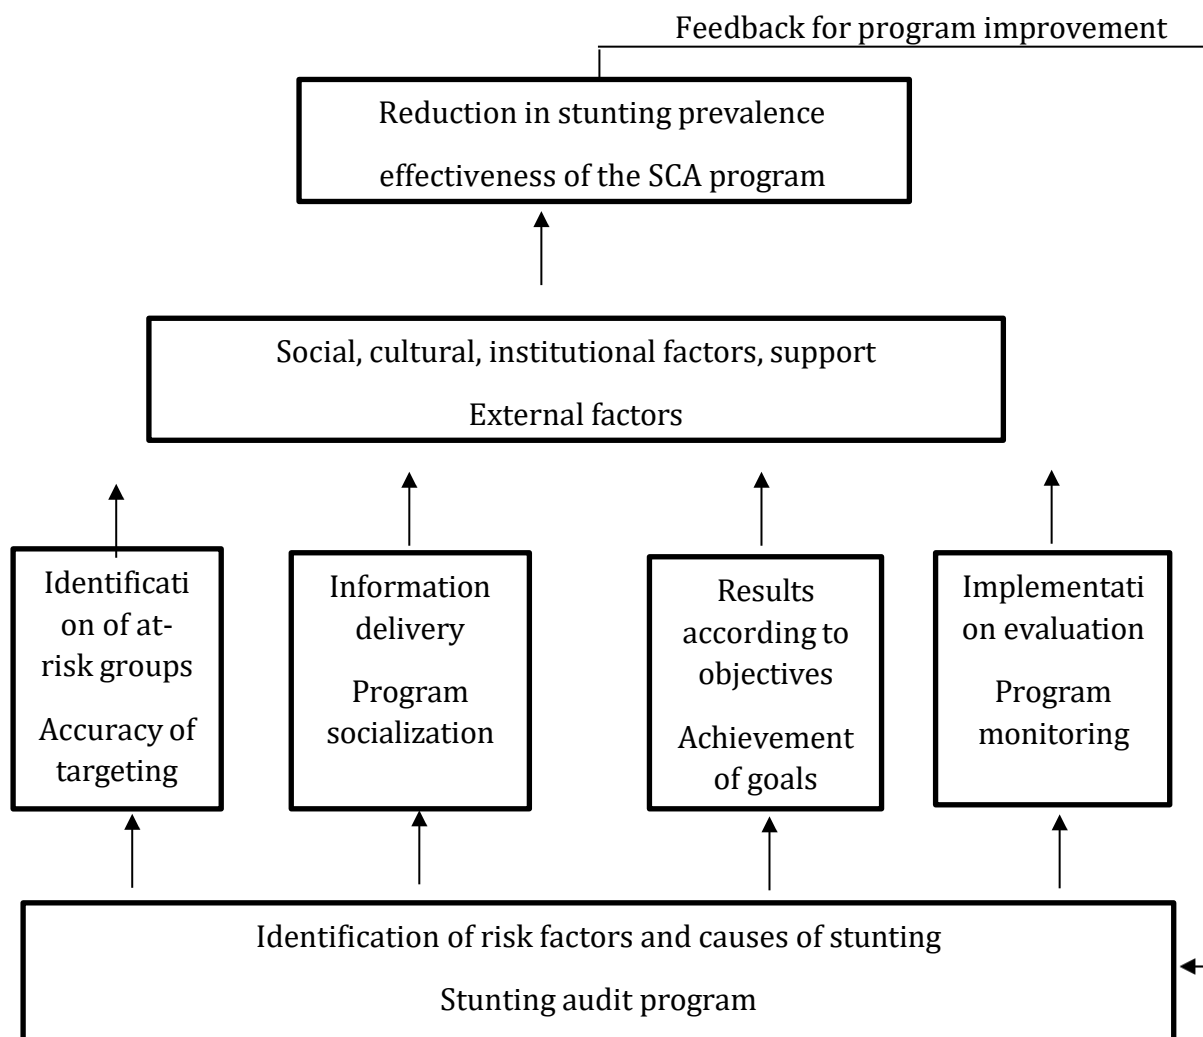 Feedback for program improvement
Reduction in stunting prevalence
effectiveness of the SCA program
Social, cultural, institutional factors, support
External factors
Identificati
on of at-
risk groups
Accuracy of
targeting
Information
delivery
Program
socialization
Results
according to
objectives
Achievement
of goals
Implementati
on evaluation
Program
monitoring
Identification of risk factors and causes of stunting
Stunting audit program